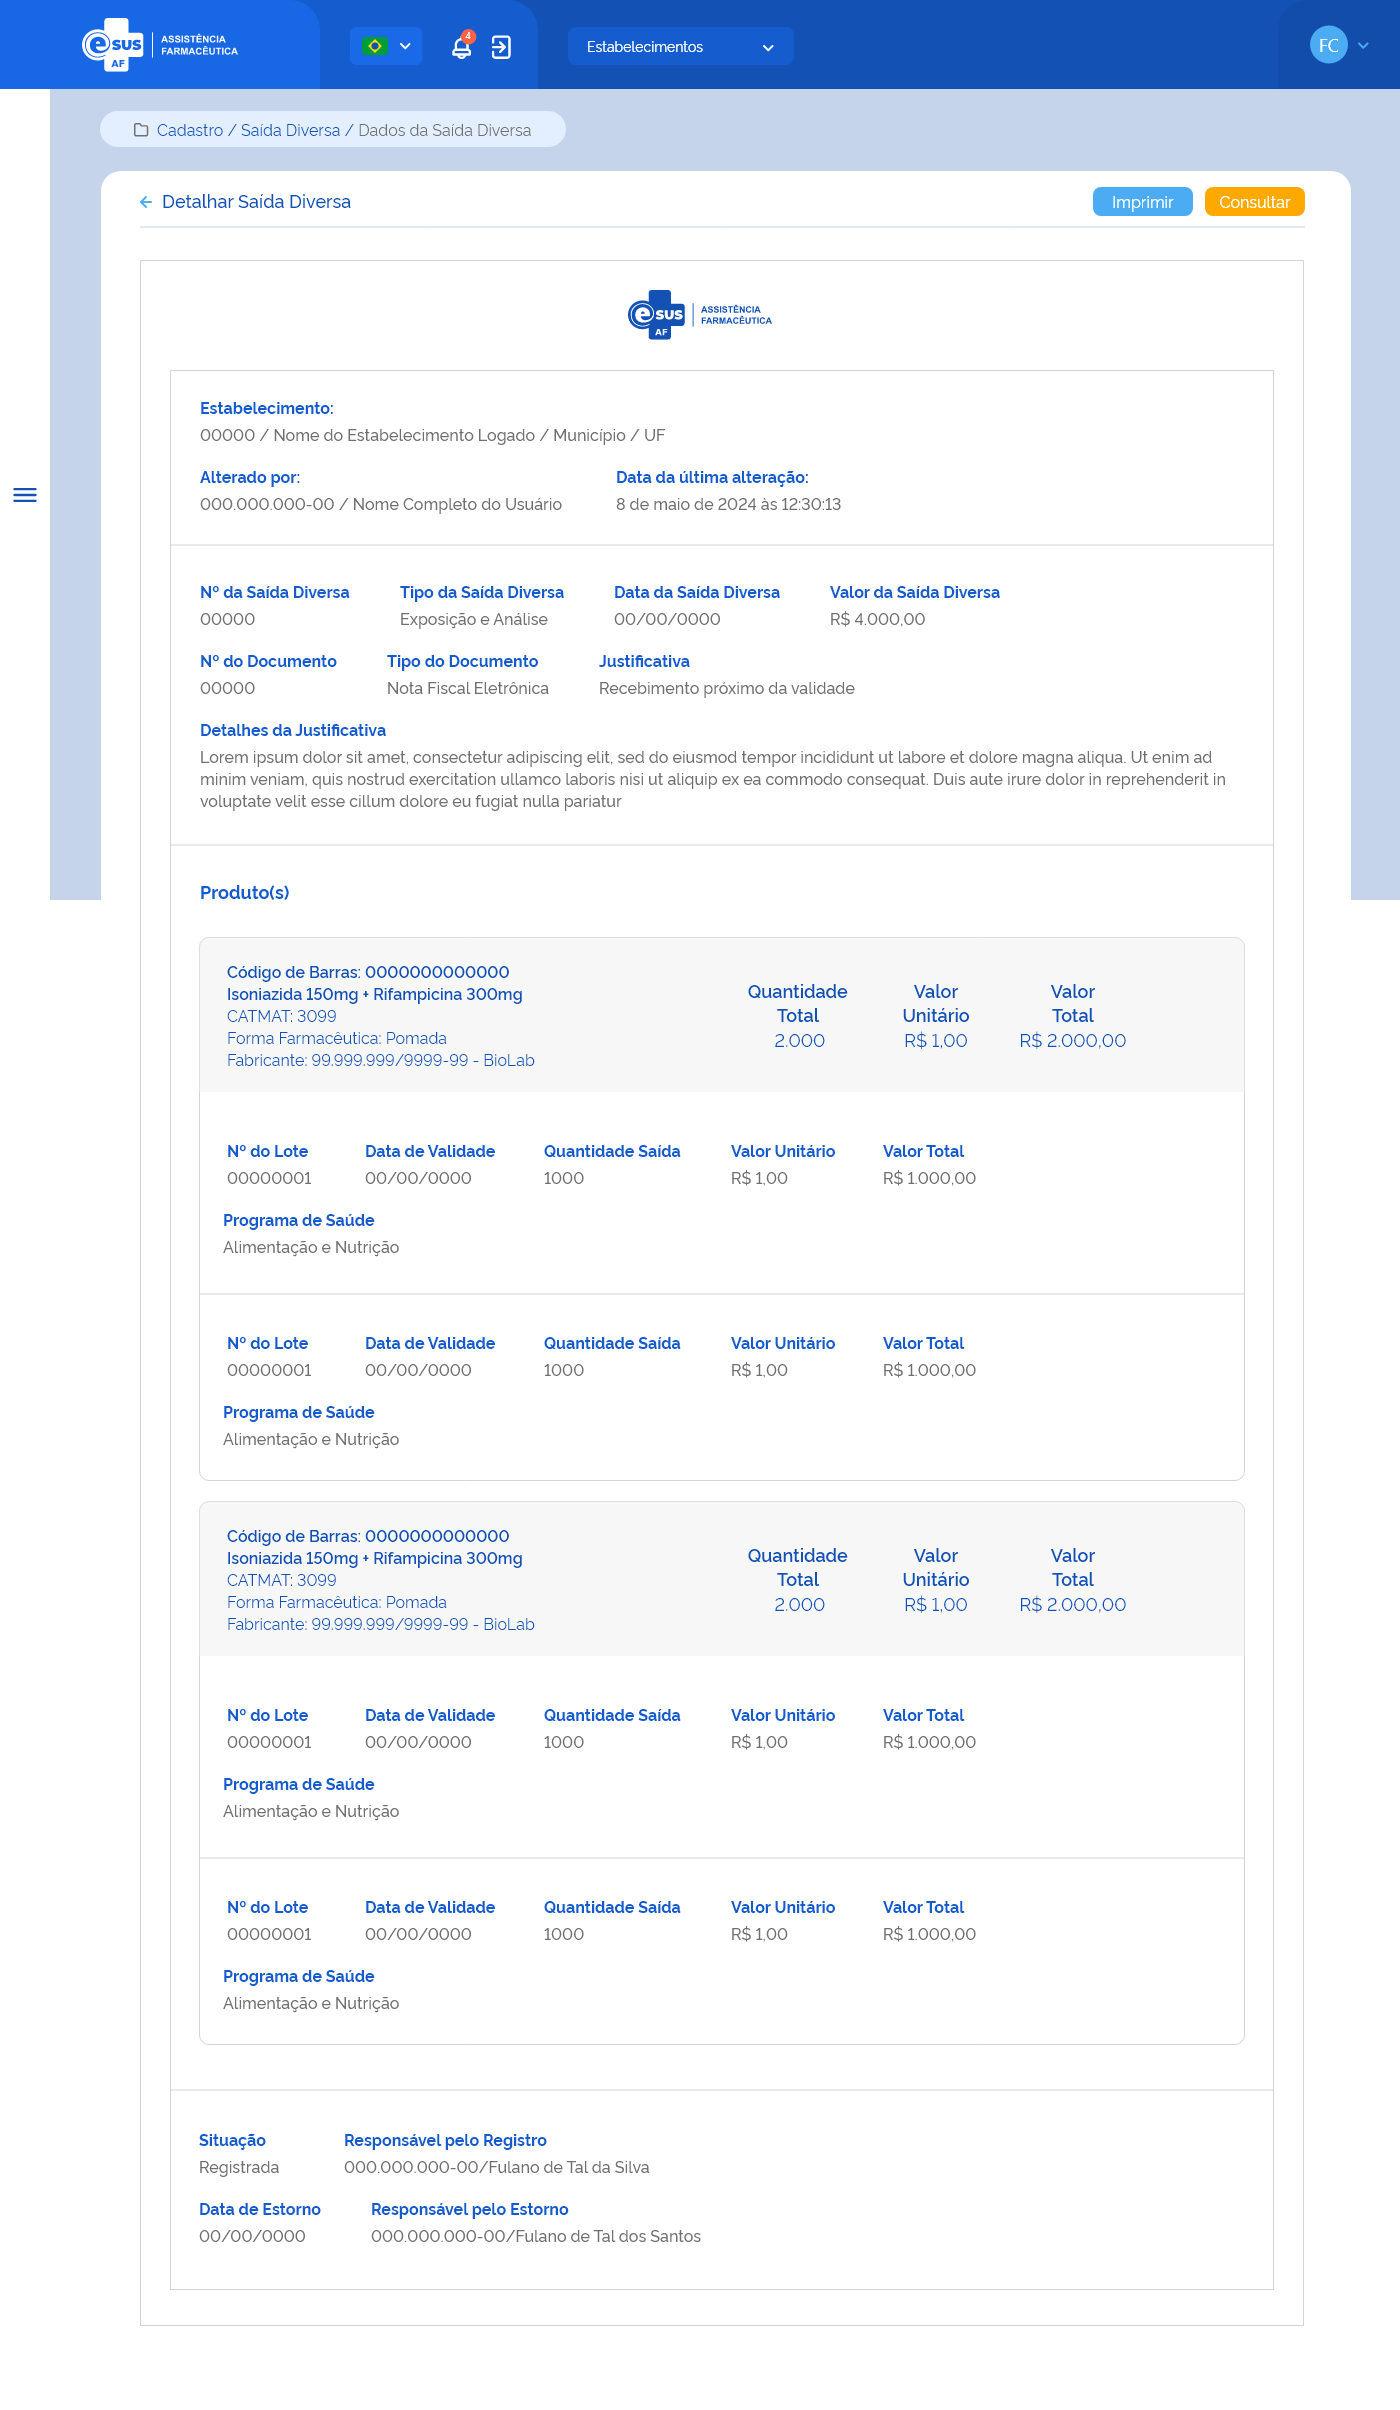 e sus AF ASSISTÊNCIA FARMACÊUTICA
4
Estabelecimentos
FC
Cadastro / Saída Diversa / Dados da Saída Diversa
Detalhar Saída Diversa
Imprimir
Consultar
e sus AF ASSISTÊNCIA FARMACÊUTICA
Estabelecimento:
00000 / Nome do Estabelecimento Logado / Município / UF
Alterado por: Data da última alteração:
000.000.000-00 / Nome Completo do Usuário 8 de maio de 2024 às 12:30:13
Nº da Saída Diversa Tipo da Saída Diversa Data da Saída Diversa Valor da Saída Diversa
00000 Exposição e Análise 00/00/0000 R$ 4.000,00
Nº do Documento Tipo do Documento Justificativa
00000 Nota Fiscal Eletrônica Recebimento próximo da validade
Detalhes da Justificativa
Lorem ipsum dolor sit amet, consectetur adipiscing elit, sed do eiusmod tempor incididunt ut labore et dolore magna aliqua. Ut enim ad
minim veniam, quis nostrud exercitation ullamco laboris nisi ut aliquip ex ea commodo consequat. Duis aute irure dolor in reprehenderit in
voluptate velit esse cillum dolore eu fugiat nulla pariatur
Produto(s)
Código de Barras: 0000000000000
Isoniazida 150mg + Rifampicina 300mg
CATMAT: 3099
Forma Farmacêutica: Pomada
Fabricante: 99.999.999/9999-99 - BioLab
Quantidade Valor Valor
Total Unitário Total
2.000 R$ 1,00 R$ 2.000,00
Nº do Lote Data de Validade Quantidade Saída Valor Unitário Valor Total
00000001 00/00/0000 1000 R$ 1,00 R$ 1.000,00
Programa de Saúde
Alimentação e Nutrição
Nº do Lote Data de Validade Quantidade Saída Valor Unitário Valor Total
00000001 00/00/0000 1000 R$ 1,00 R$ 1.000,00
Programa de Saúde
Alimentação e Nutrição
Código de Barras: 0000000000000
Isoniazida 150mg + Rifampicina 300mg
CATMAT: 3099
Forma Farmacêutica: Pomada
Fabricante: 99.999.999/9999-99 - BioLab
Quantidade Valor Valor
Total Unitário Total
2.000 R$ 1,00 R$ 2.000,00
Nº do Lote Data de Validade Quantidade Saída Valor Unitário Valor Total
00000001 00/00/0000 1000 R$ 1,00 R$ 1.000,00
Programa de Saúde
Alimentação e Nutrição
Nº do Lote Data de Validade Quantidade Saída Valor Unitário Valor Total
00000001 00/00/0000 1000 R$ 1,00 R$ 1.000,00
Programa de Saúde
Alimentação e Nutrição
Situação Responsável pelo Registro
Registrada 000.000.000-00/Fulano de Tal da Silva
Data de Estorno Responsável pelo Estorno
00/00/0000 000.000.000-00/Fulano de Tal dos Santos